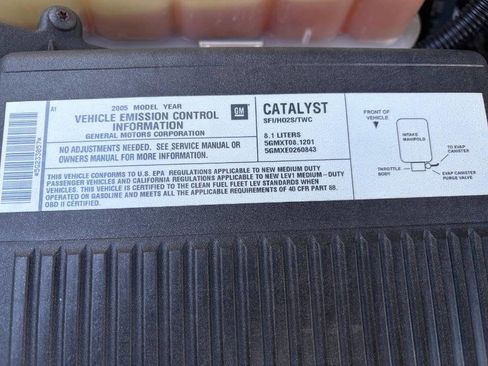 A1
2005 MODEL YEAR
VEHICLE EMISSION CONTROL
INFORMATION
GENERAL MOTORS CORPORATION
GM
NO ADJUSTMENTS NEEDED. SEE SERVICE MANUAL OR
OWNERS MANUAL FOR MORE INFORMATION.
THIS VEHICLE CONFORMS TO U.S. EPA REGULATIONS APPLICABLE TO NEW MEDIUM DUTY
PASSENGER VEHICLES AND CALIFORNIA REGULATIONS APPLICABLE TO NEW LEV1 MEDIUM-DUTY
VEHICLES. THIS VEHICLE IS CERTIFIED TO THE CLEAN FUEL FLEET LEV STANDARDS WHEN
OPERATED ON GASOLINE AND MEETS ALL THE APPLICABLE REQUIREMENTS OF 40 CFR PART 88.
OBD II CERTIFIED.
CATALYST
SFI/HO2S/TWC
8.1 LITERS
5GMXT08.1201
5GMXE0260843
FRONT OF
VEHICLE
INTAKE
MANIFOLD
TO EVAP
CANISTER
THROTTLE
BODY
EVAP CANISTER
PURGE VALVE